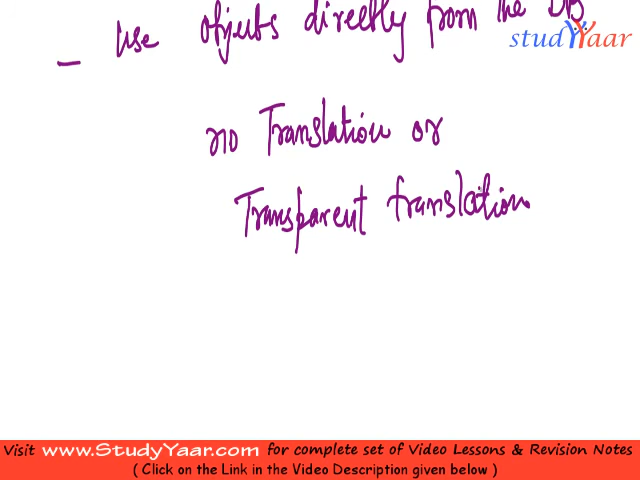 - Use Objects directly from the DB
studYYaar
no Translation or
Transparent translation
Visit www.StudyYaar.com for complete set of Video Lessons & Revision Notes
( Click on the Link in the Video Description given below )